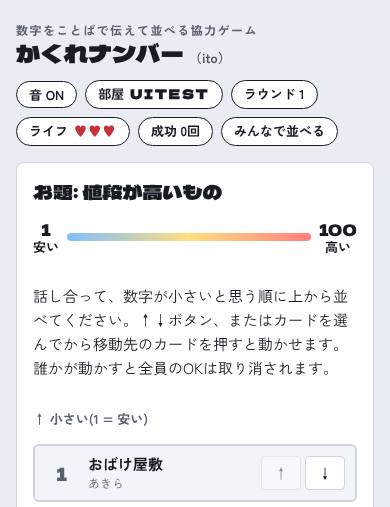 数字をことばで伝えて並べる協力ゲーム
かくれナンバー (ito)
音 ON 部屋 UITEST ラウンド 1
ライフ ♥♥♥ 成功 0回 みんなで並べる
お題: 値段が高いもの
1 100
安い 高い
話し合って、数字が小さいと思う順に上から並
べてください。↑↓ボタン、またはカードを選
んでから移動先のカードを押すと動かせます。
誰かが動かすと全員のOKは取り消されます。
↑ 小さい(1 = 安い)
1 おばけ屋敷 ↑ ↓
あきら